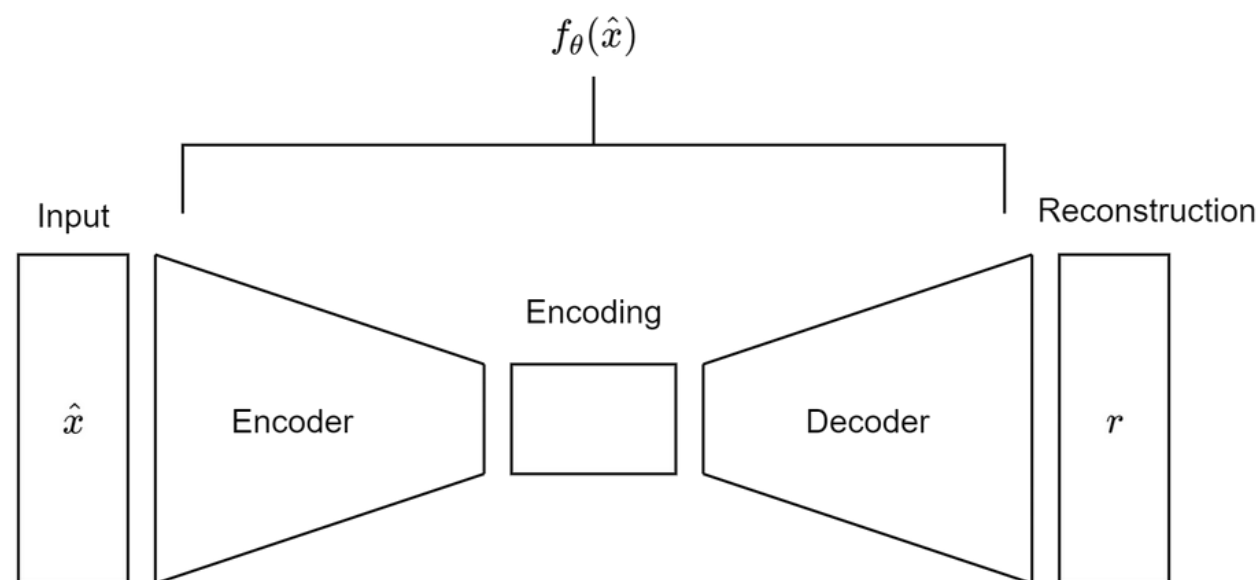 f_θ(x̂)
Input
Reconstruction
Encoding
x̂
Encoder
Decoder
r